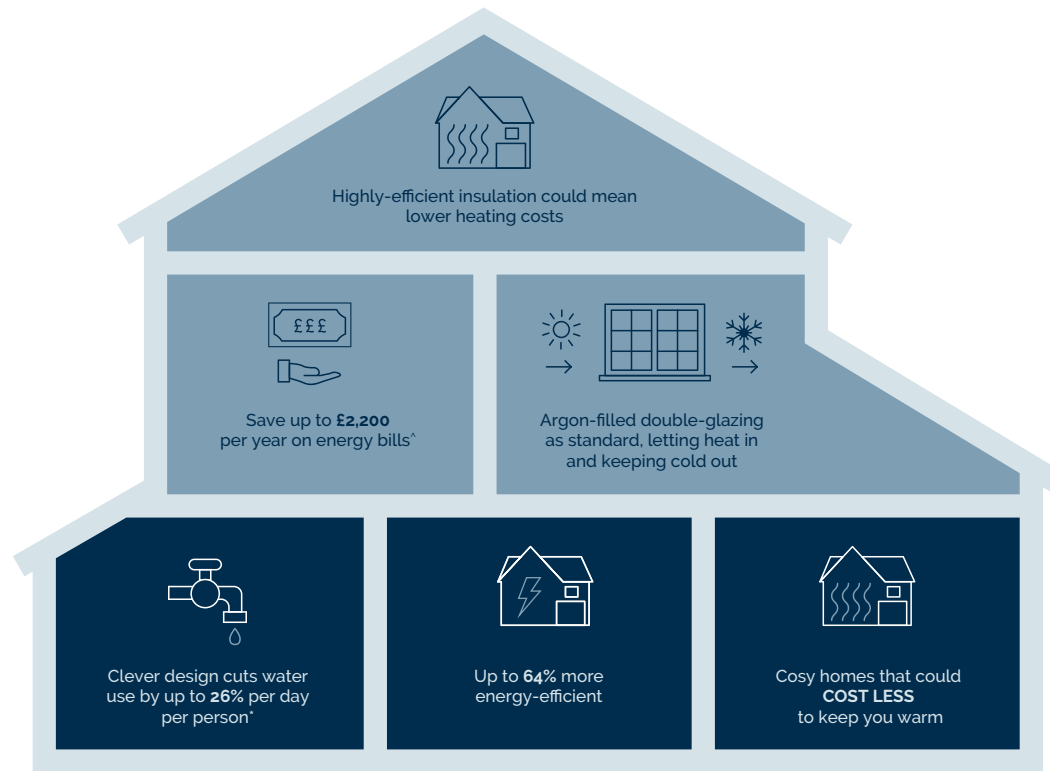 Highly-efficient insulation could mean
lower heating costs
£££
Save up to £2,200
per year on energy bills^
Argon-filled double-glazing
as standard, letting heat in
and keeping cold out
Clever design cuts water
use by up to 26% per day
per person*
Up to 64% more
energy-efficient
Cosy homes that could
COST LESS
to keep you warm